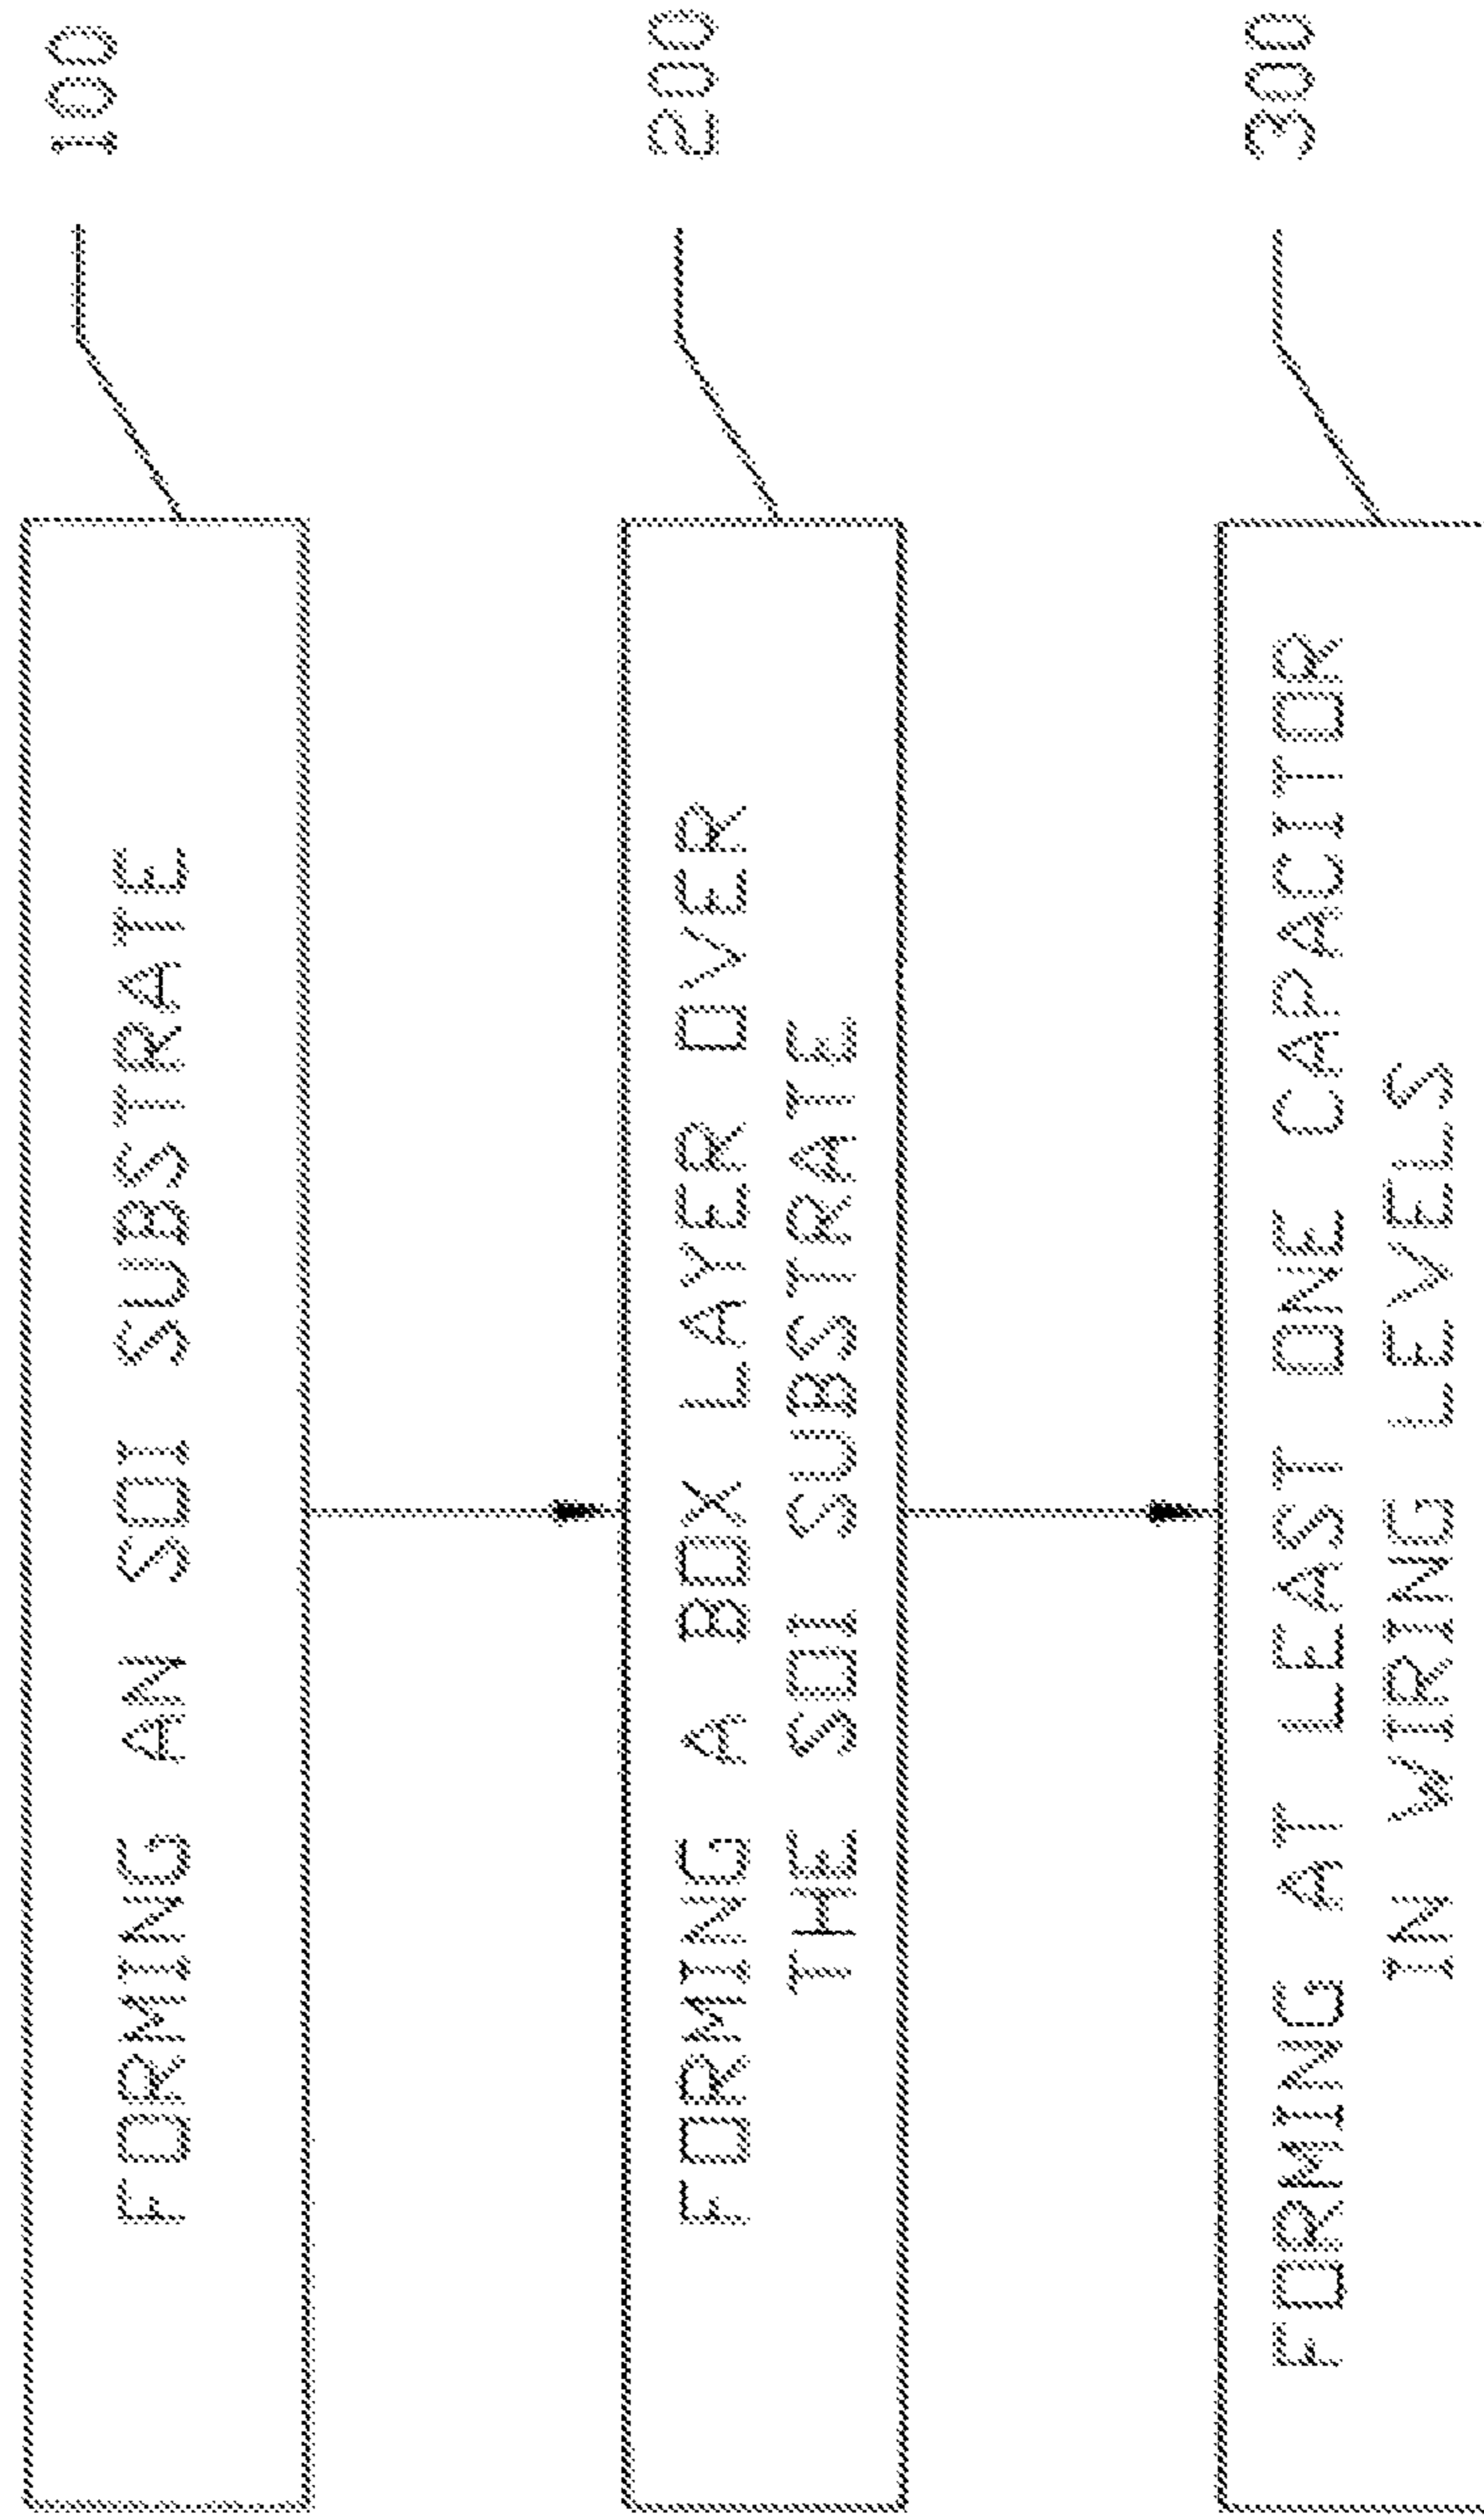 FORMING AN SOI SUBSTRATE
100
FORMING A BOX LAYER OVER
THE SOI SUBSTRATE
200
FORMING AT LEAST ONE CAPACITOR
IN WIRING LEVELS
300